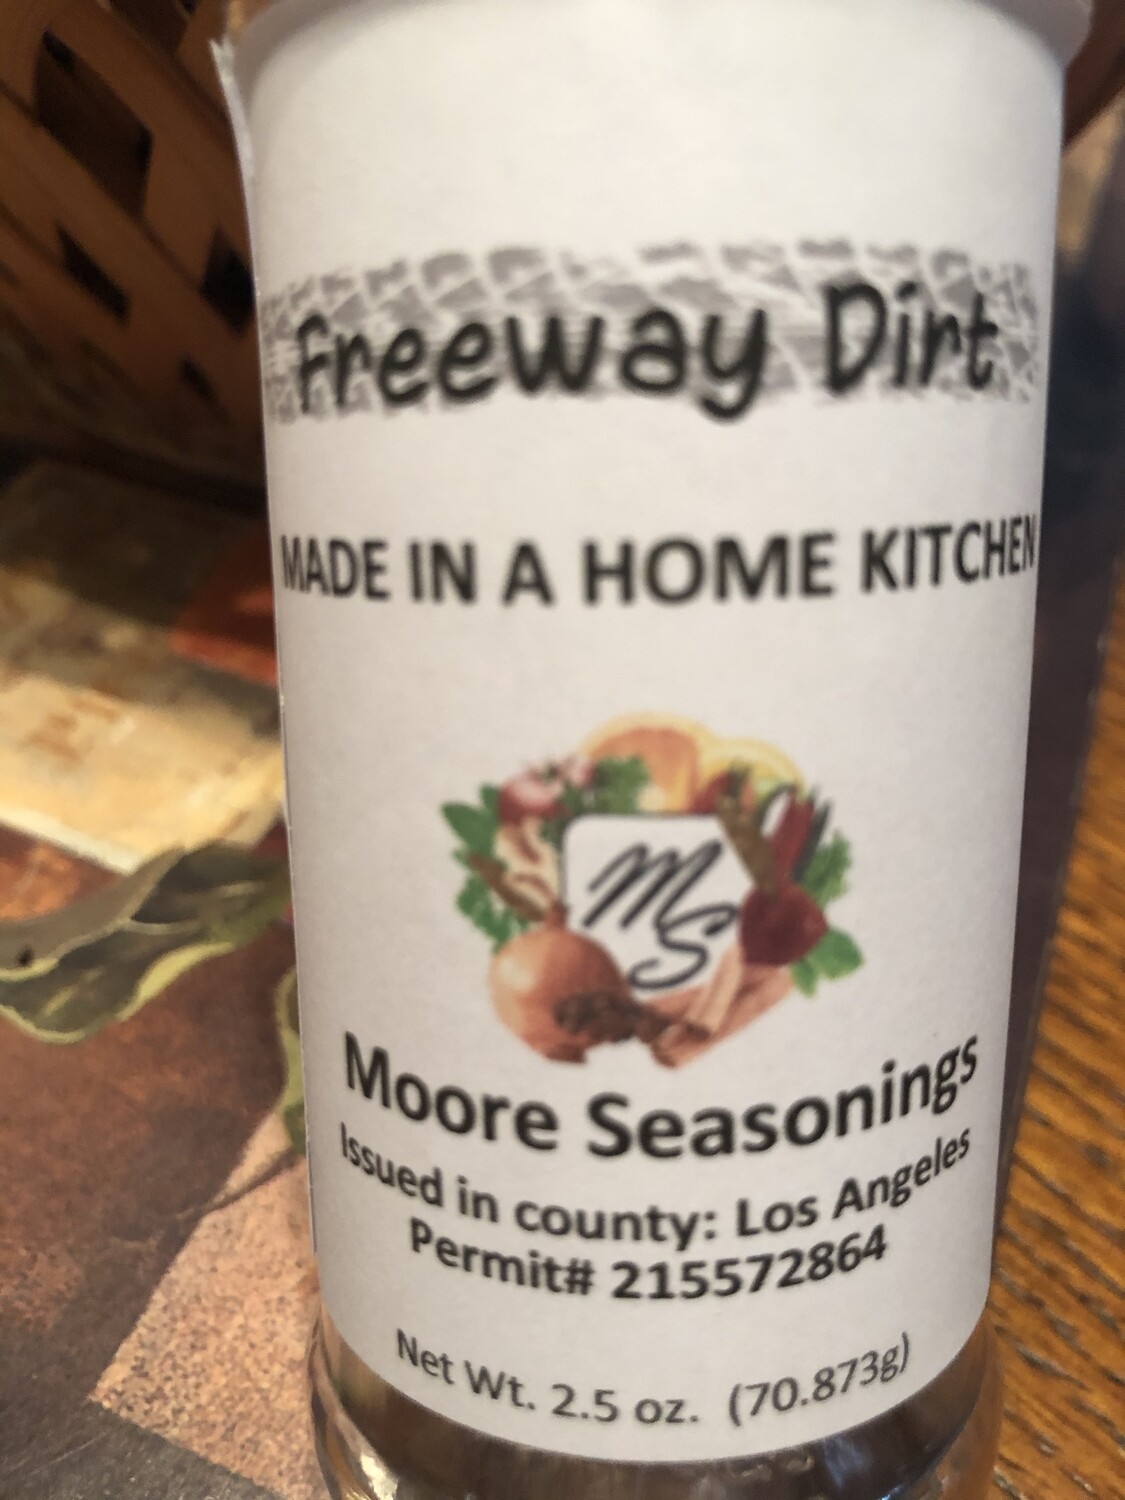 Freeway Dirt
MADE IN A HOME KITCHEN
MS
Moore Seasonings
Issued in county: Los Angeles
Permit# 215572864
Net Wt. 2.5 oz. (70.873g)